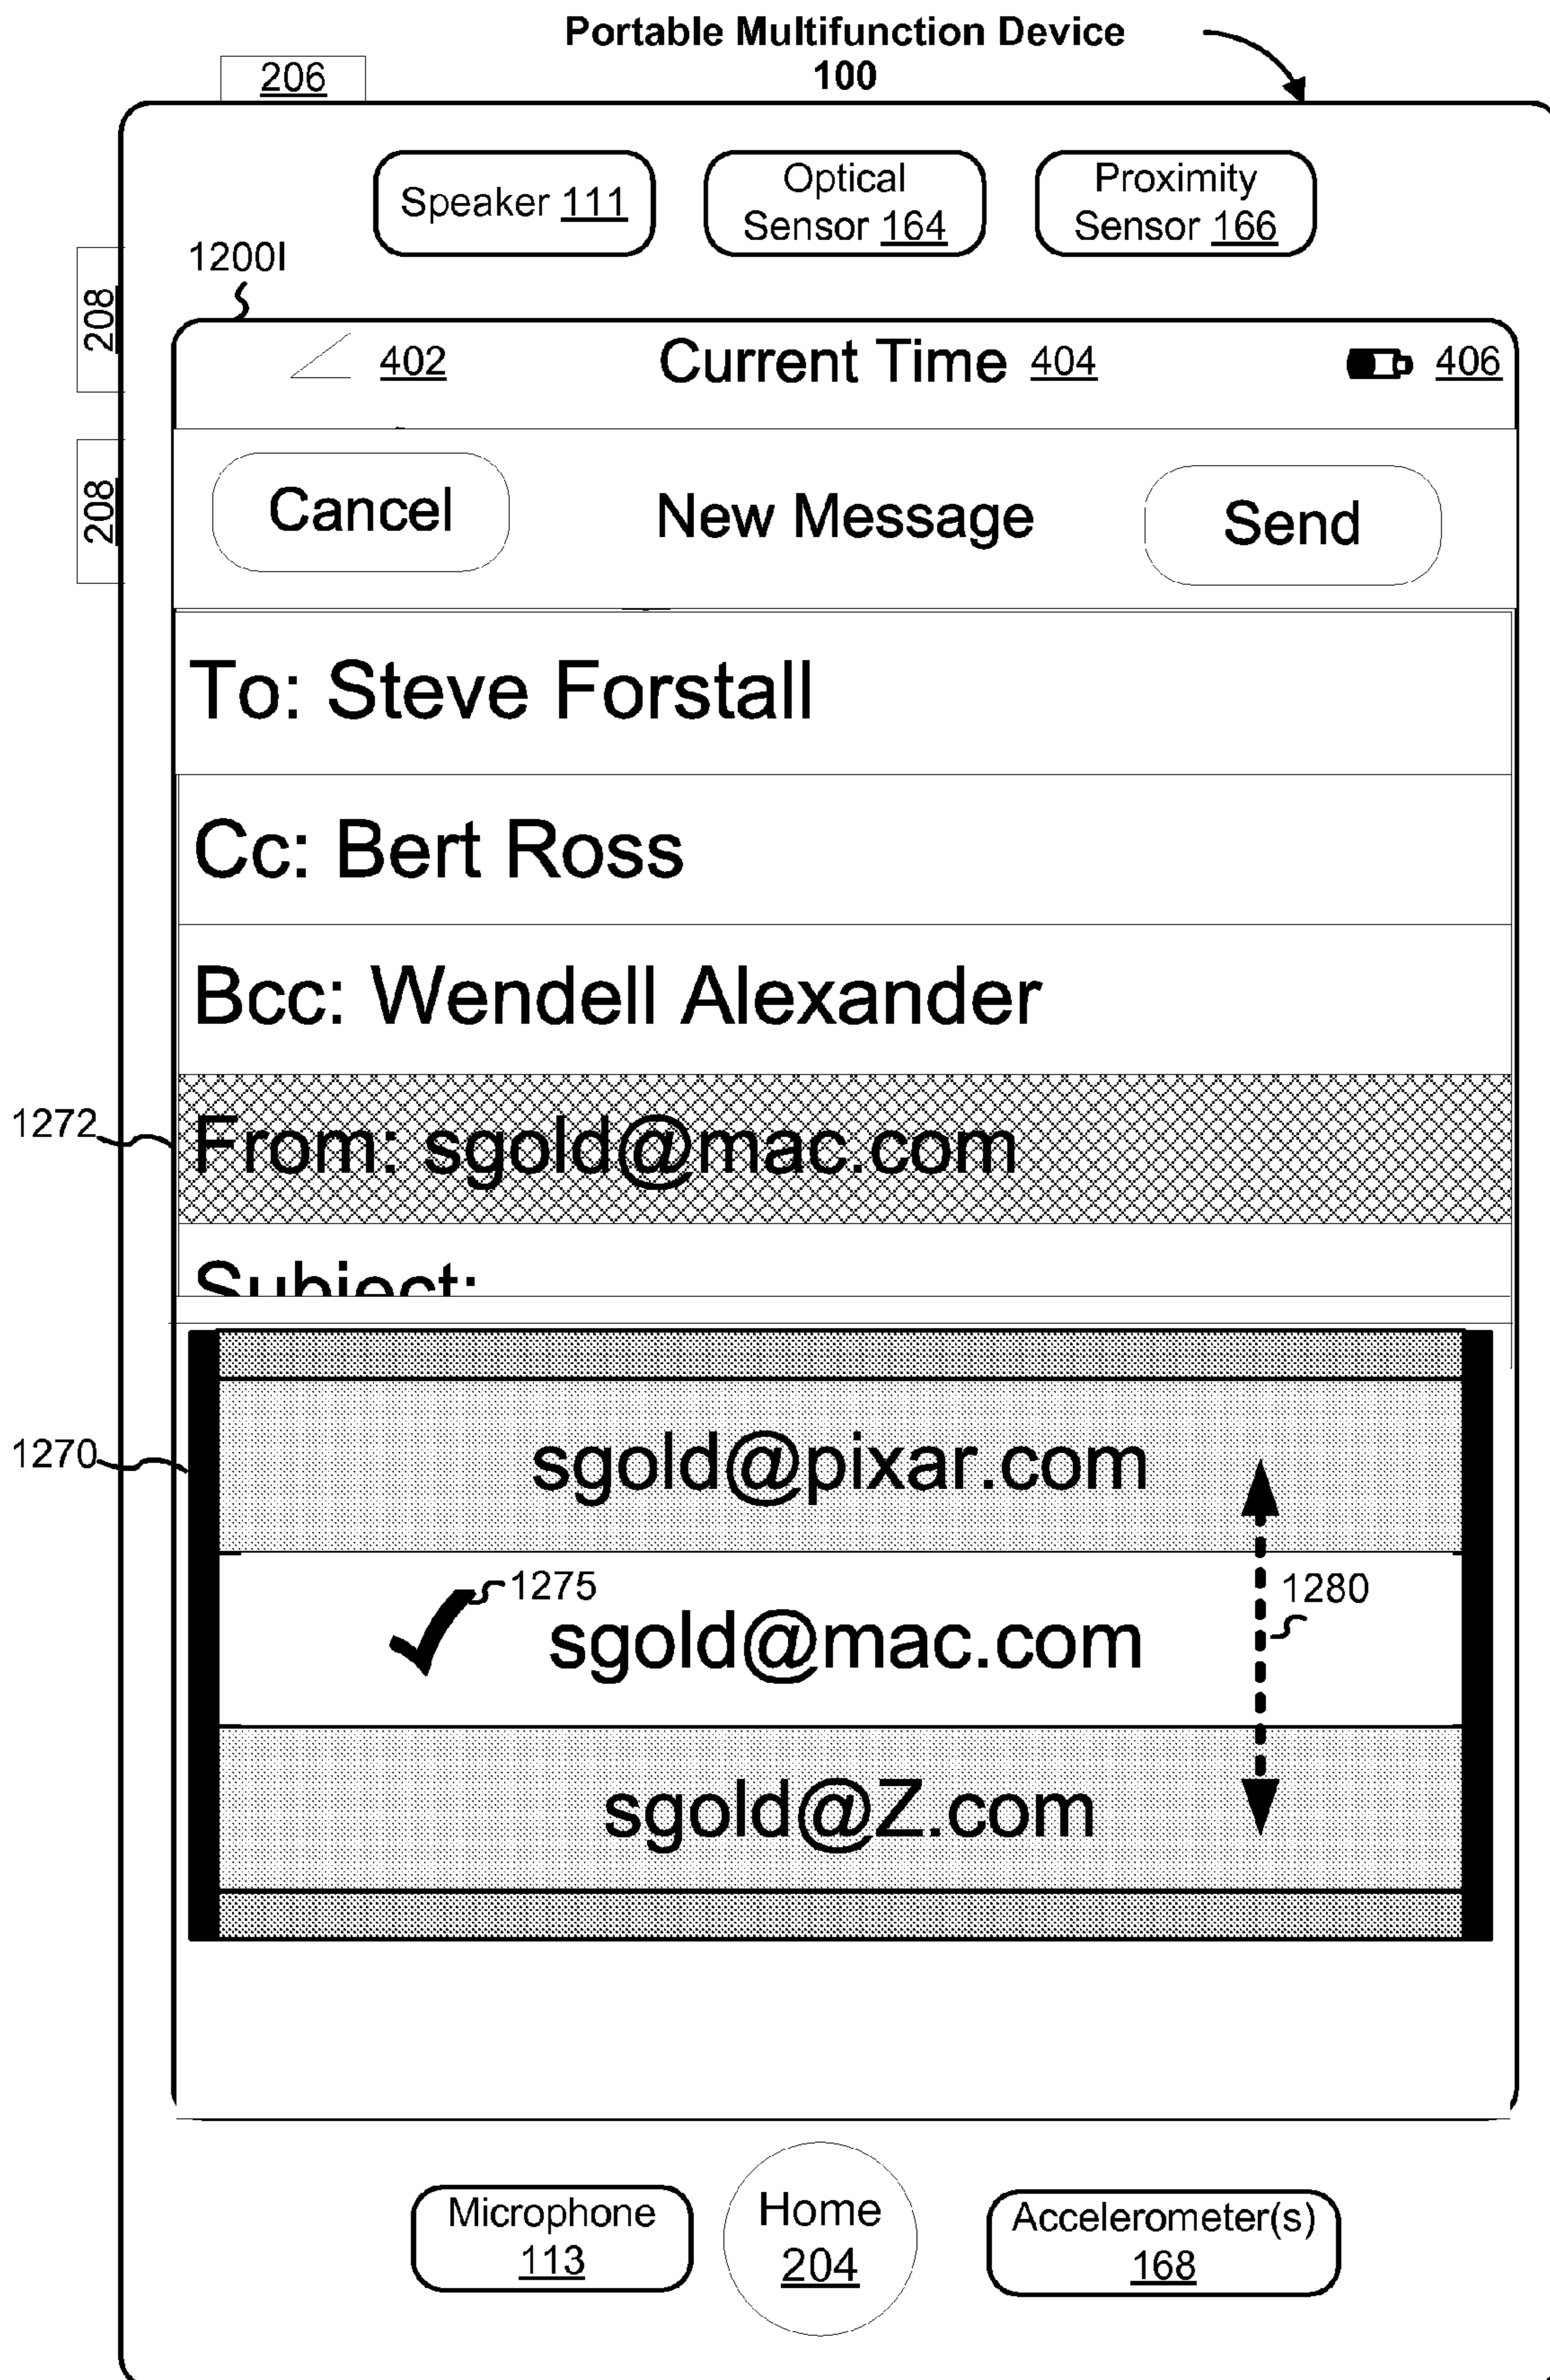 Portable Multifunction Device
100
206
Speaker 111
Optical
Sensor 164
Proximity
Sensor 166
1200I
208
402
Current Time 404
406
208
Cancel
New Message
Send
To: Steve Forstall
Cc: Bert Ross
Bcc: Wendell Alexander
1272
From: sgold@mac.com
Subject:
1270
sgold@pixar.com
1275
sgold@mac.com
1280
sgold@Z.com
Microphone
113
Home
204
Accelerometer(s)
168